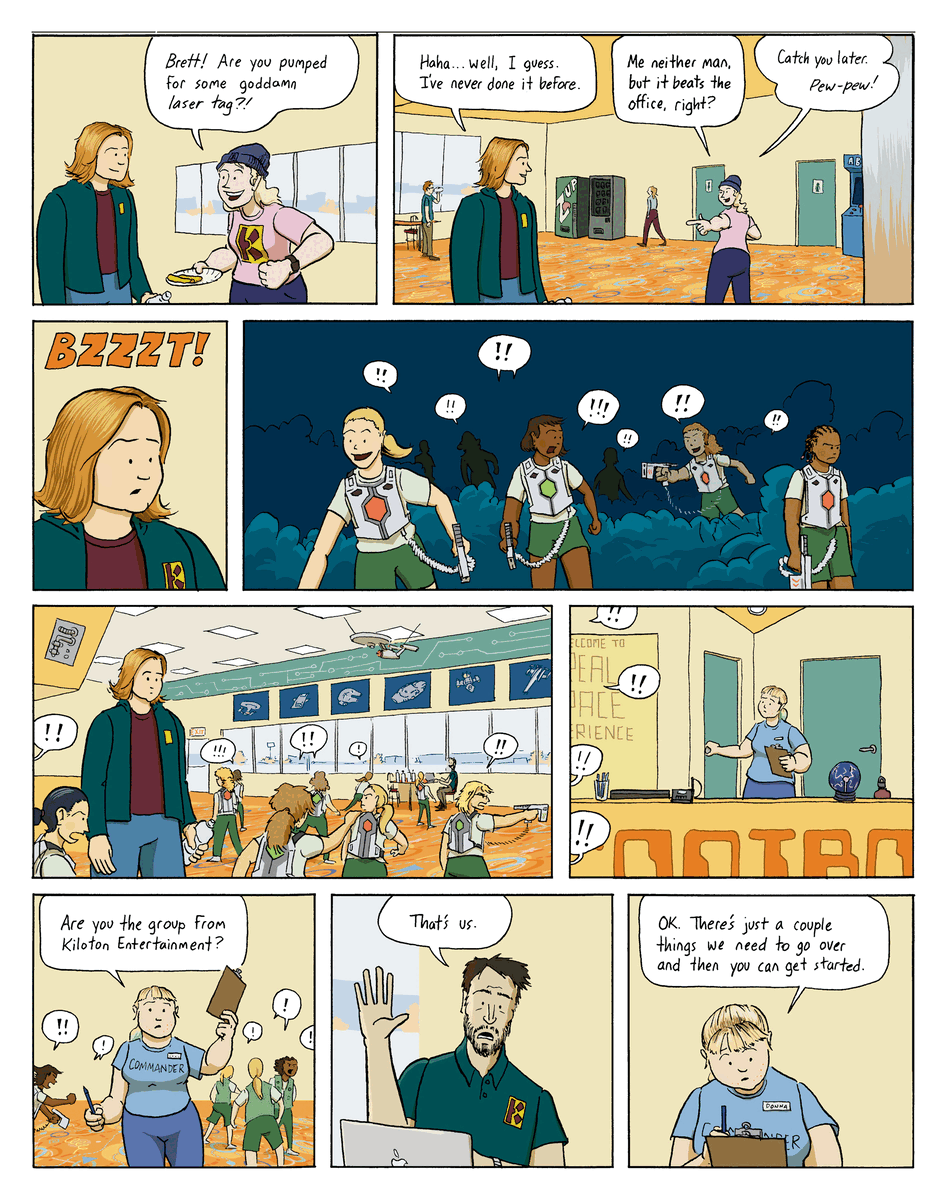 Brett! Are you pumped
for some goddamn
laser tag?!
Haha... well, I guess.
I've never done it before.
Me neither man,
but it beats the
office, right?
Catch you later.
Pew-pew!
K
BZZZT!
K
!!
!!
!!
!!!
!!
!!
!!
!!
EXIT
!!!
!!
!
!!
!!
ELCOME TO
PEAL
PACE
ERIENCE
!!
!!
!!
Are you the group from
Kiloton Entertainment?
!!
!
!
!
COMMANDER
That's us.
K
OK. There's just a couple
things we need to go over
and then you can get started.
DONNA
COMMANDER